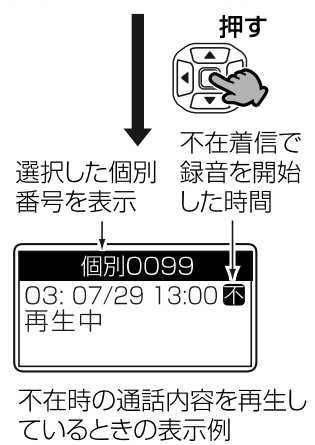 押す
選択した個別
番号を表示
不在着信で
録音を開始
した時間
個別0099
03: 07/29 13:00 不
再生中
不在時の通話内容を再生し
ているときの表示例